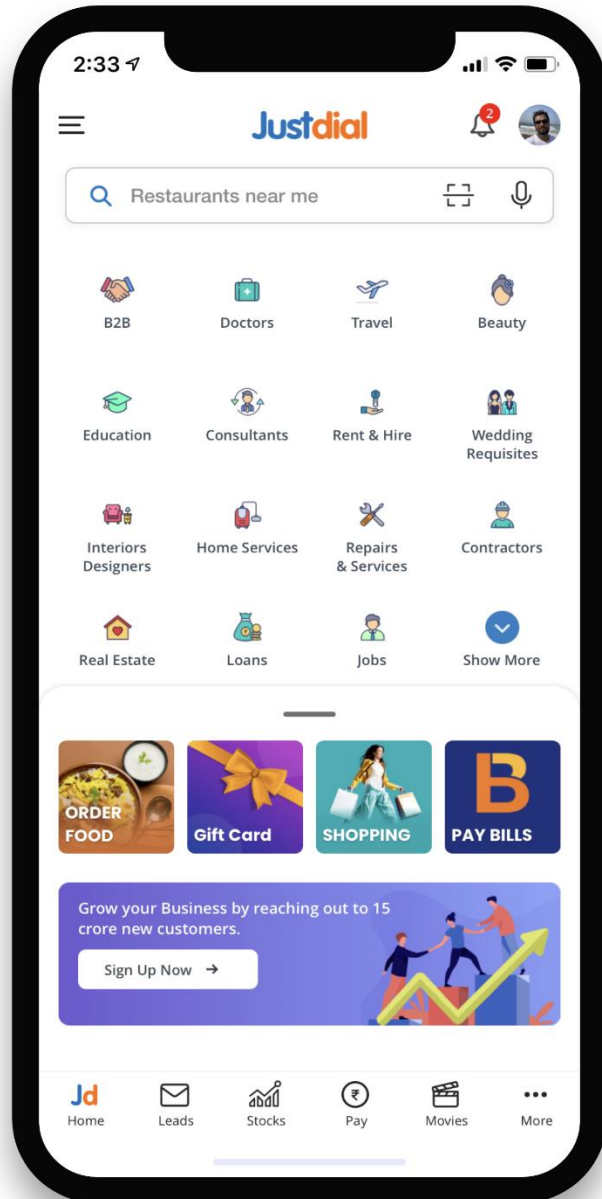 2:33
Justdial
2
Restaurants near me
B2B
Doctors
Travel
Beauty
Education
Consultants
Rent & Hire
Wedding
Requisites
Interiors
Designers
Home Services
Repairs
& Services
Contractors
Real Estate
Loans
Jobs
Show More
ORDER
FOOD
Gift Card
SHOPPING
B
PAY BILLS
Grow your Business by reaching out to 15
crore new customers.
Sign Up Now →
Jd
Home
Leads
Stocks
₹
Pay
Movies
More